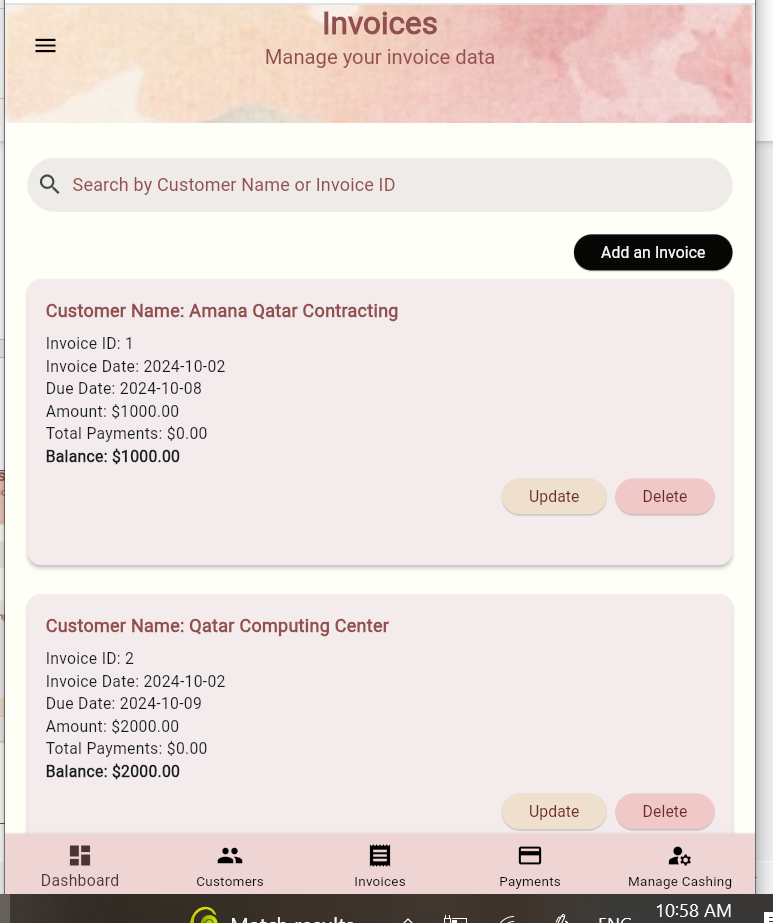 Invoices
Manage your invoice data
Search by Customer Name or Invoice ID
Add an Invoice
Customer Name: Amana Qatar Contracting
Invoice ID: 1
Invoice Date: 2024-10-02
Due Date: 2024-10-08
Amount: $1000.00
Total Payments: $0.00
Balance: $1000.00
Update
Delete
Customer Name: Qatar Computing Center
Invoice ID: 2
Invoice Date: 2024-10-02
Due Date: 2024-10-09
Amount: $2000.00
Total Payments: $0.00
Balance: $2000.00
Update
Delete
Dashboard
Customers
Invoices
Payments
Manage Cashing
Match results
ENG
10:58 AM